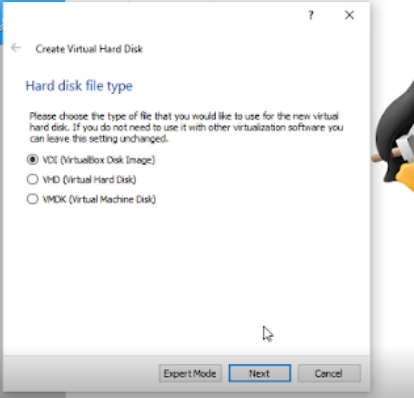 ?
Create Virtual Hard Disk
Hard disk file type
Please choose the type of file that you would like to use for the new virtual
hard disk. If you do not need to use it with other virtualization software you
can leave this setting unchanged.
VDI (VirtualBox Disk Image)
VHD (Virtual Hard Disk)
VMDK (Virtual Machine Disk)
Expert Mode Next Cancel